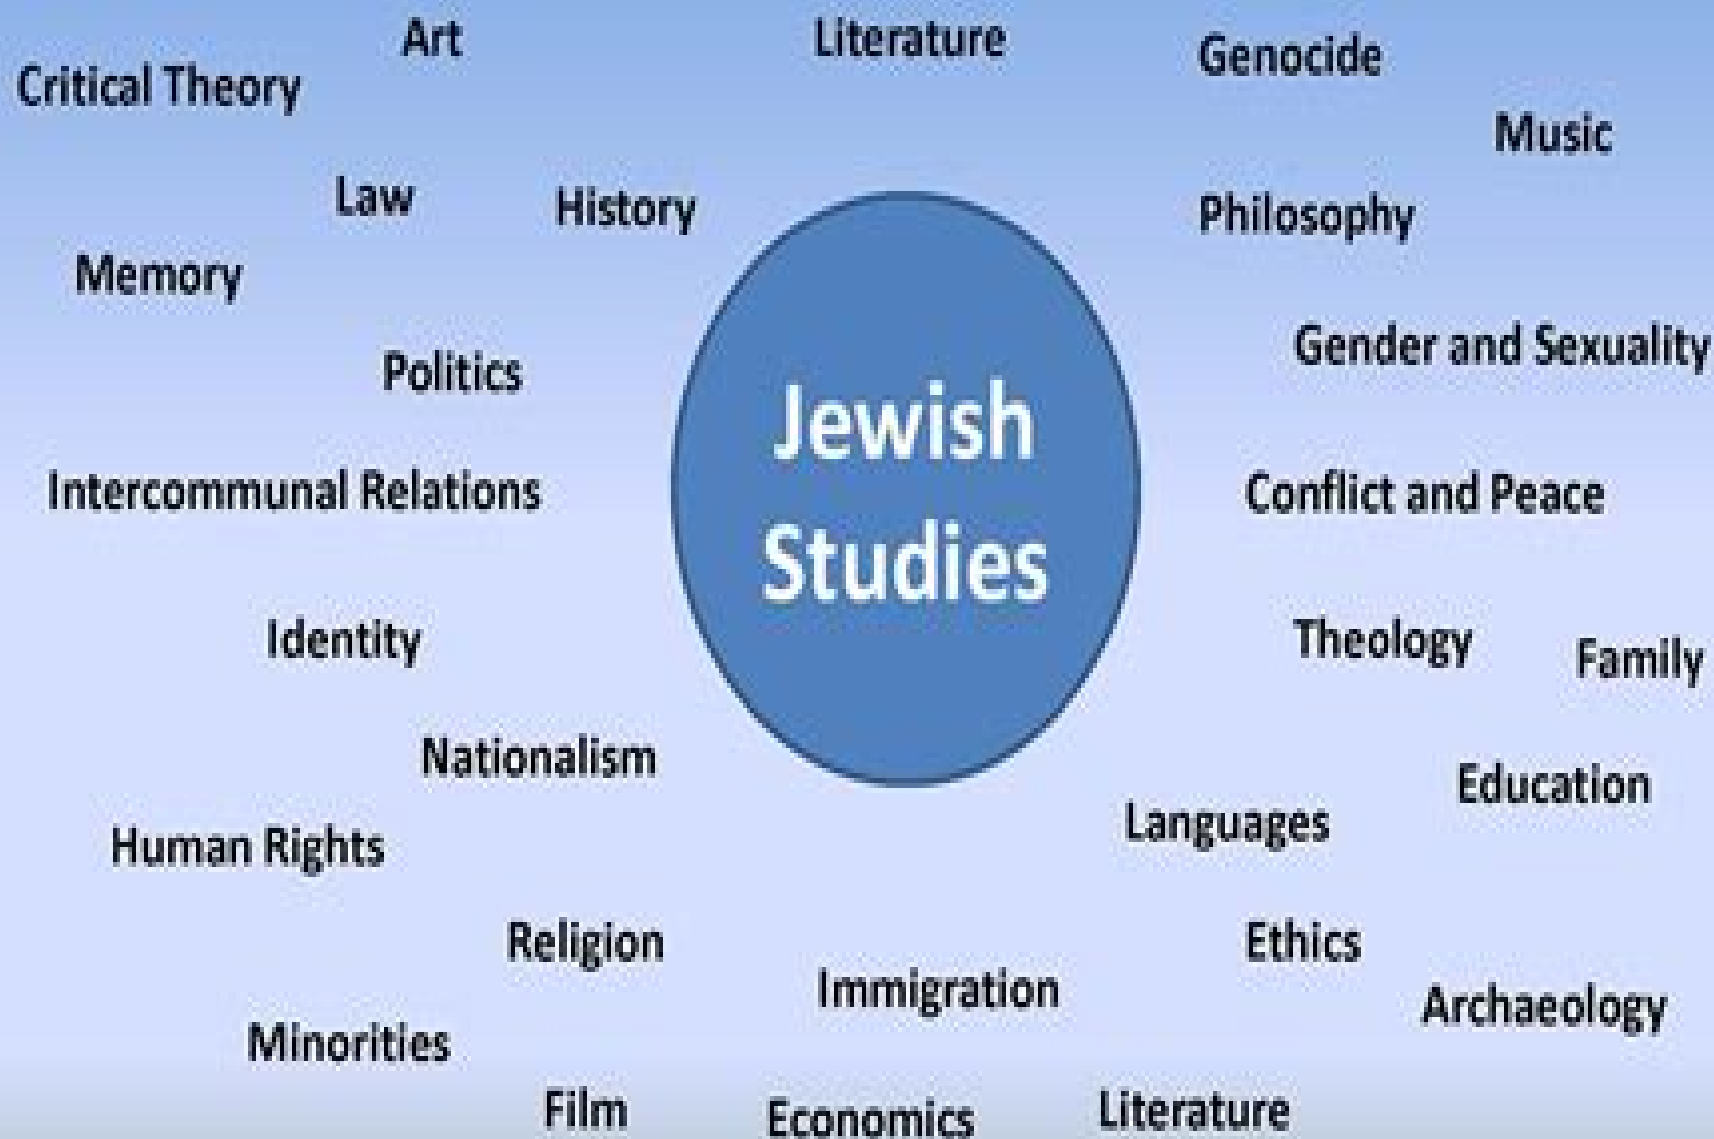 Art
Literature
Genocide
Critical Theory
Music
Law
History
Philosophy
Memory
Gender and Sexuality
Politics
Jewish
Studies
Intercommunal Relations
Conflict and Peace
Identity
Theology
Family
Nationalism
Education
Languages
Human Rights
Religion
Ethics
Immigration
Archaeology
Minorities
Film
Economics
Literature